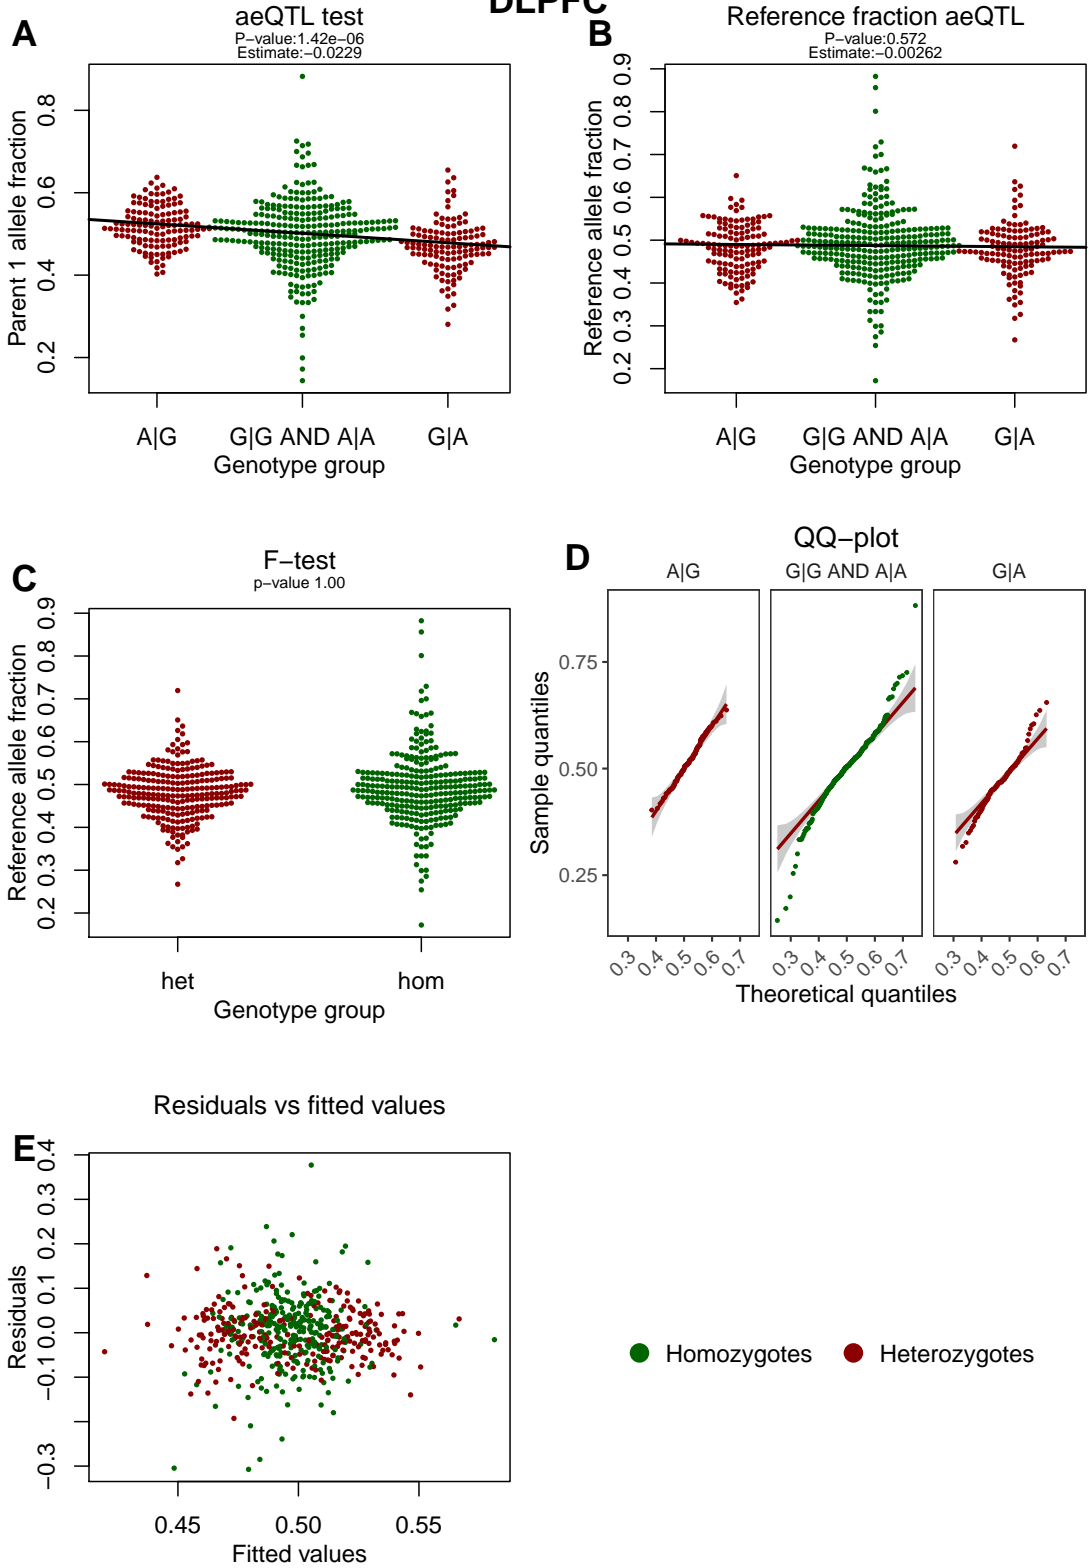 DLPFC
A
aeQTL test
P−value:1.42e−06
Estimate:−0.0229
Parent 1 allele fraction
0.2
0.4
0.6
0.8
A|G
G|G AND A|A
G|A
Genotype group
B
Reference fraction aeQTL
P−value:0.572
Estimate:−0.00262
Reference allele fraction
0.2
0.3
0.4
0.5
0.6
0.7
0.8
0.9
A|G
G|G AND A|A
G|A
Genotype group
C
F−test
p−value 1.00
Reference allele fraction
0.2
0.3
0.4
0.5
0.6
0.7
0.8
0.9
het
hom
Genotype group
D
QQ−plot
A|G
G|G AND A|A
G|A
Sample quantiles
0.75
0.50
0.25
0.3
0.4
0.5
0.6
0.7
0.3
0.4
0.5
0.6
0.7
0.3
0.4
0.5
0.6
0.7
Theoretical quantiles
Residuals vs fitted values
E
Residuals
−0.3
−0.1
0.0
0.1
0.2
0.3
0.4
0.45
0.50
0.55
Fitted values
Homozygotes
Heterozygotes